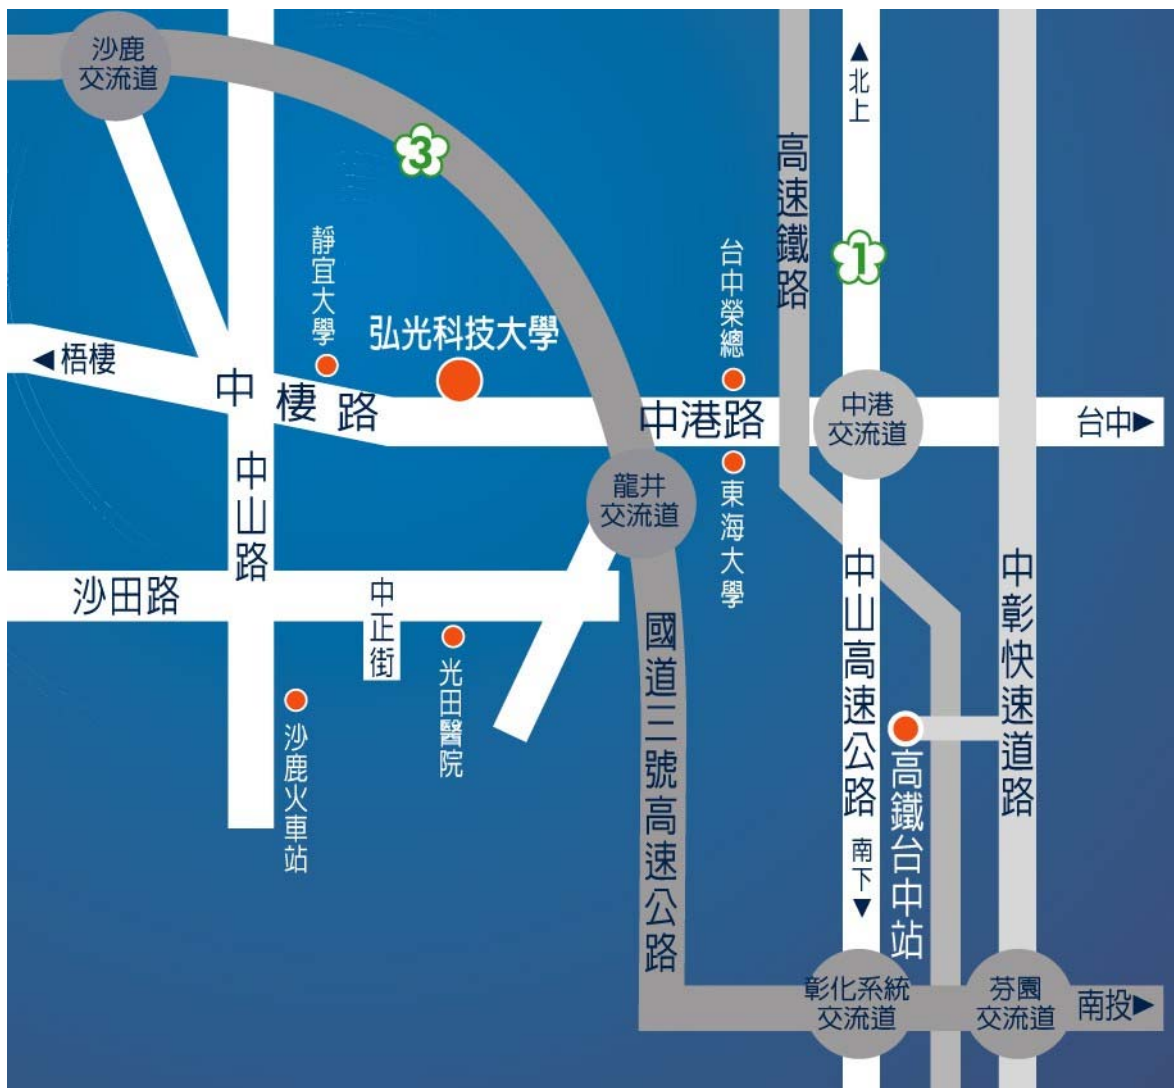 沙鹿
交流道
3
北上
高速鐵路
1
靜宜大學
弘光科技大學
台中榮總
梧棲
中棲路
中港路
中港
交流道
台中
中山路
龍井
交流道
東海大學
沙田路
中正街
光田醫院
沙鹿火車站
國道三號高速公路
中山高速公路
中彰快速道路
高鐵台中站
南下
彰化系統
交流道
芬園
交流道
南投